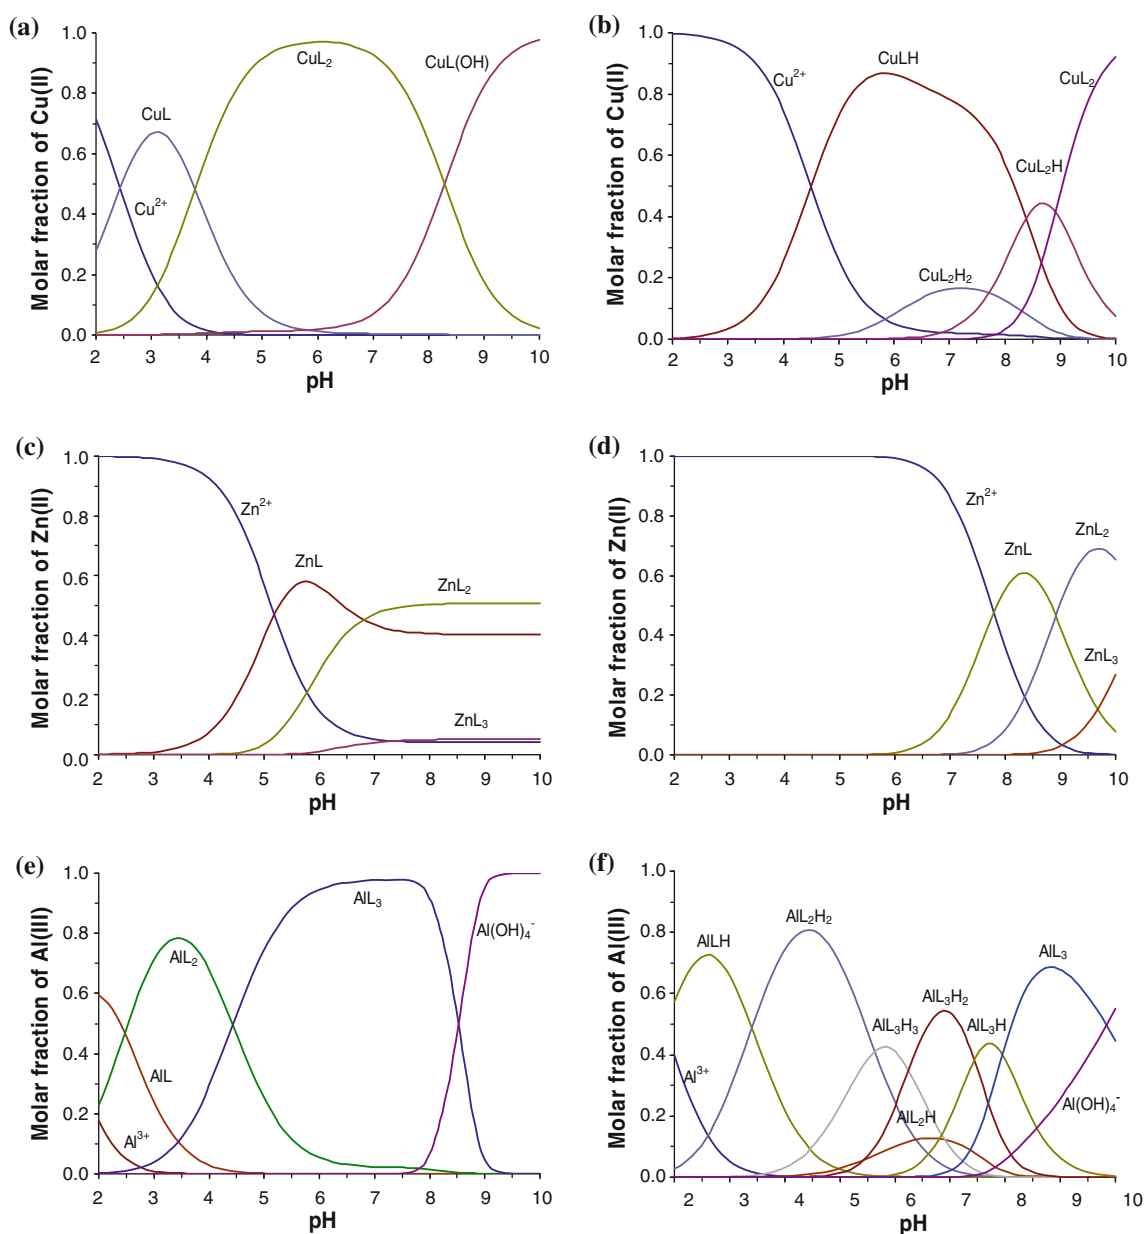 (a)
Molar fraction of Cu(II)
1.0
0.8
0.6
0.4
0.2
0.0
CuL
Cu²⁺
CuL₂
CuL(OH)
2 3 4 5 6 7 8 9 10
pH
(b)
Molar fraction of Cu(II)
1.0
0.8
0.6
0.4
0.2
0.0
Cu²⁺
CuLH
CuL₂
CuL₂H
CuL₂H₂
2 3 4 5 6 7 8 9 10
pH
(c)
Molar fraction of Zn(II)
1.0
0.8
0.6
0.4
0.2
0.0
Zn²⁺
ZnL
ZnL₂
ZnL₃
2 3 4 5 6 7 8 9 10
pH
(d)
Molar fraction of Zn(II)
1.0
0.8
0.6
0.4
0.2
0.0
Zn²⁺
ZnL
ZnL₂
ZnL₃
2 3 4 5 6 7 8 9 10
pH
(e)
Molar fraction of Al(III)
1.0
0.8
0.6
0.4
0.2
0.0
AlL₃
Al(OH)₄⁻
AlL₂
AlL
Al³⁺
2 3 4 5 6 7 8 9 10
pH
(f)
Molar fraction of Al(III)
1.0
0.8
0.6
0.4
0.2
0.0
AlLH
AlL₂H₂
AlL₃
AlL₃H₂
AlL₃H₃
AlL₃H
Al³⁺
AlL₂H
Al(OH)₄⁻
2 3 4 5 6 7 8 9 10
pH